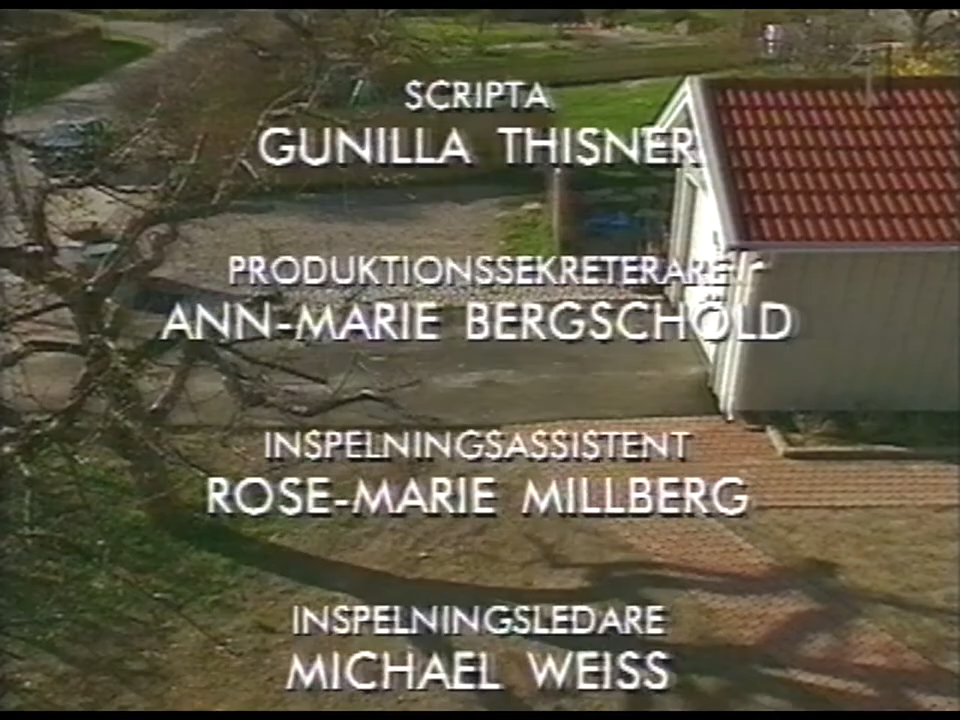 SCRIPTA
GUNILLA THISNER
PRODUKTIONSSEKRETERARE
ANN-MARIE BERGSCHÖLD
INSPELNINGSASSISTENT
ROSE-MARIE MILLBERG
INSPELNINGSLEDARE
MICHAEL WEISS